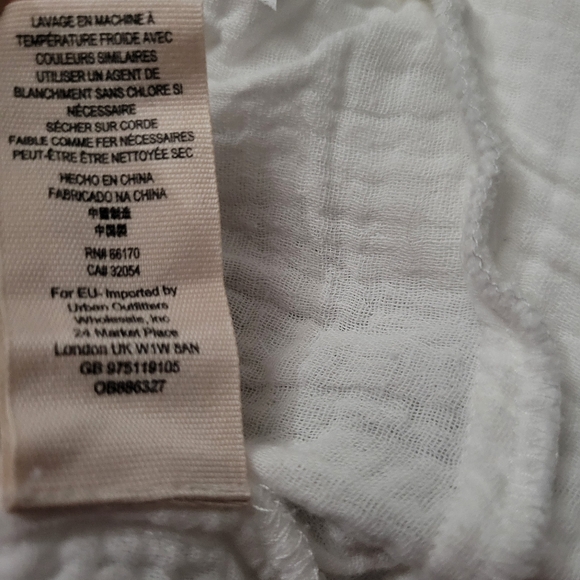 LAVAGE EN MACHINE À
TEMPÉRATURE FROIDE AVEC
COULEURS SIMILAIRES
UTILISER UN AGENT DE
BLANCHIMENT SANS CHLORE SI
NÉCESSAIRE
SÉCHER SUR CORDE
FAIBLE COMME FER NÉCESSAIRES
PEUT-ÊTRE ÊTRE NETTOYÉE SEC
HECHO EN CHINA
FABRICADO NA CHINA
中國製造
中国製
RN# 66170
CA# 32054
For EU- Imported by
Urban Outfitters
Wholesale, Inc
24 Market Place
London UK W1W 8AN
GB 975119105
OB886327